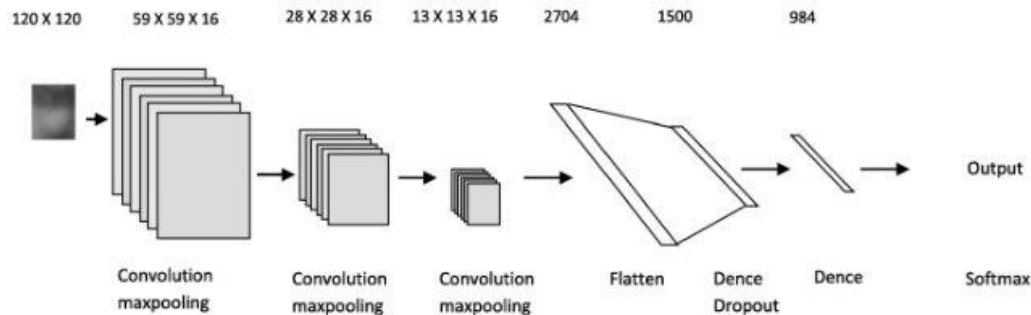 120 X 120 59 X 59 X 16 28 X 28 X 16 13 X 13 X 16 2704 1500 984
Output
Convolution
maxpooling
Convolution
maxpooling
Convolution
maxpooling
Flatten
Dence
Dropout
Dence
Softmax